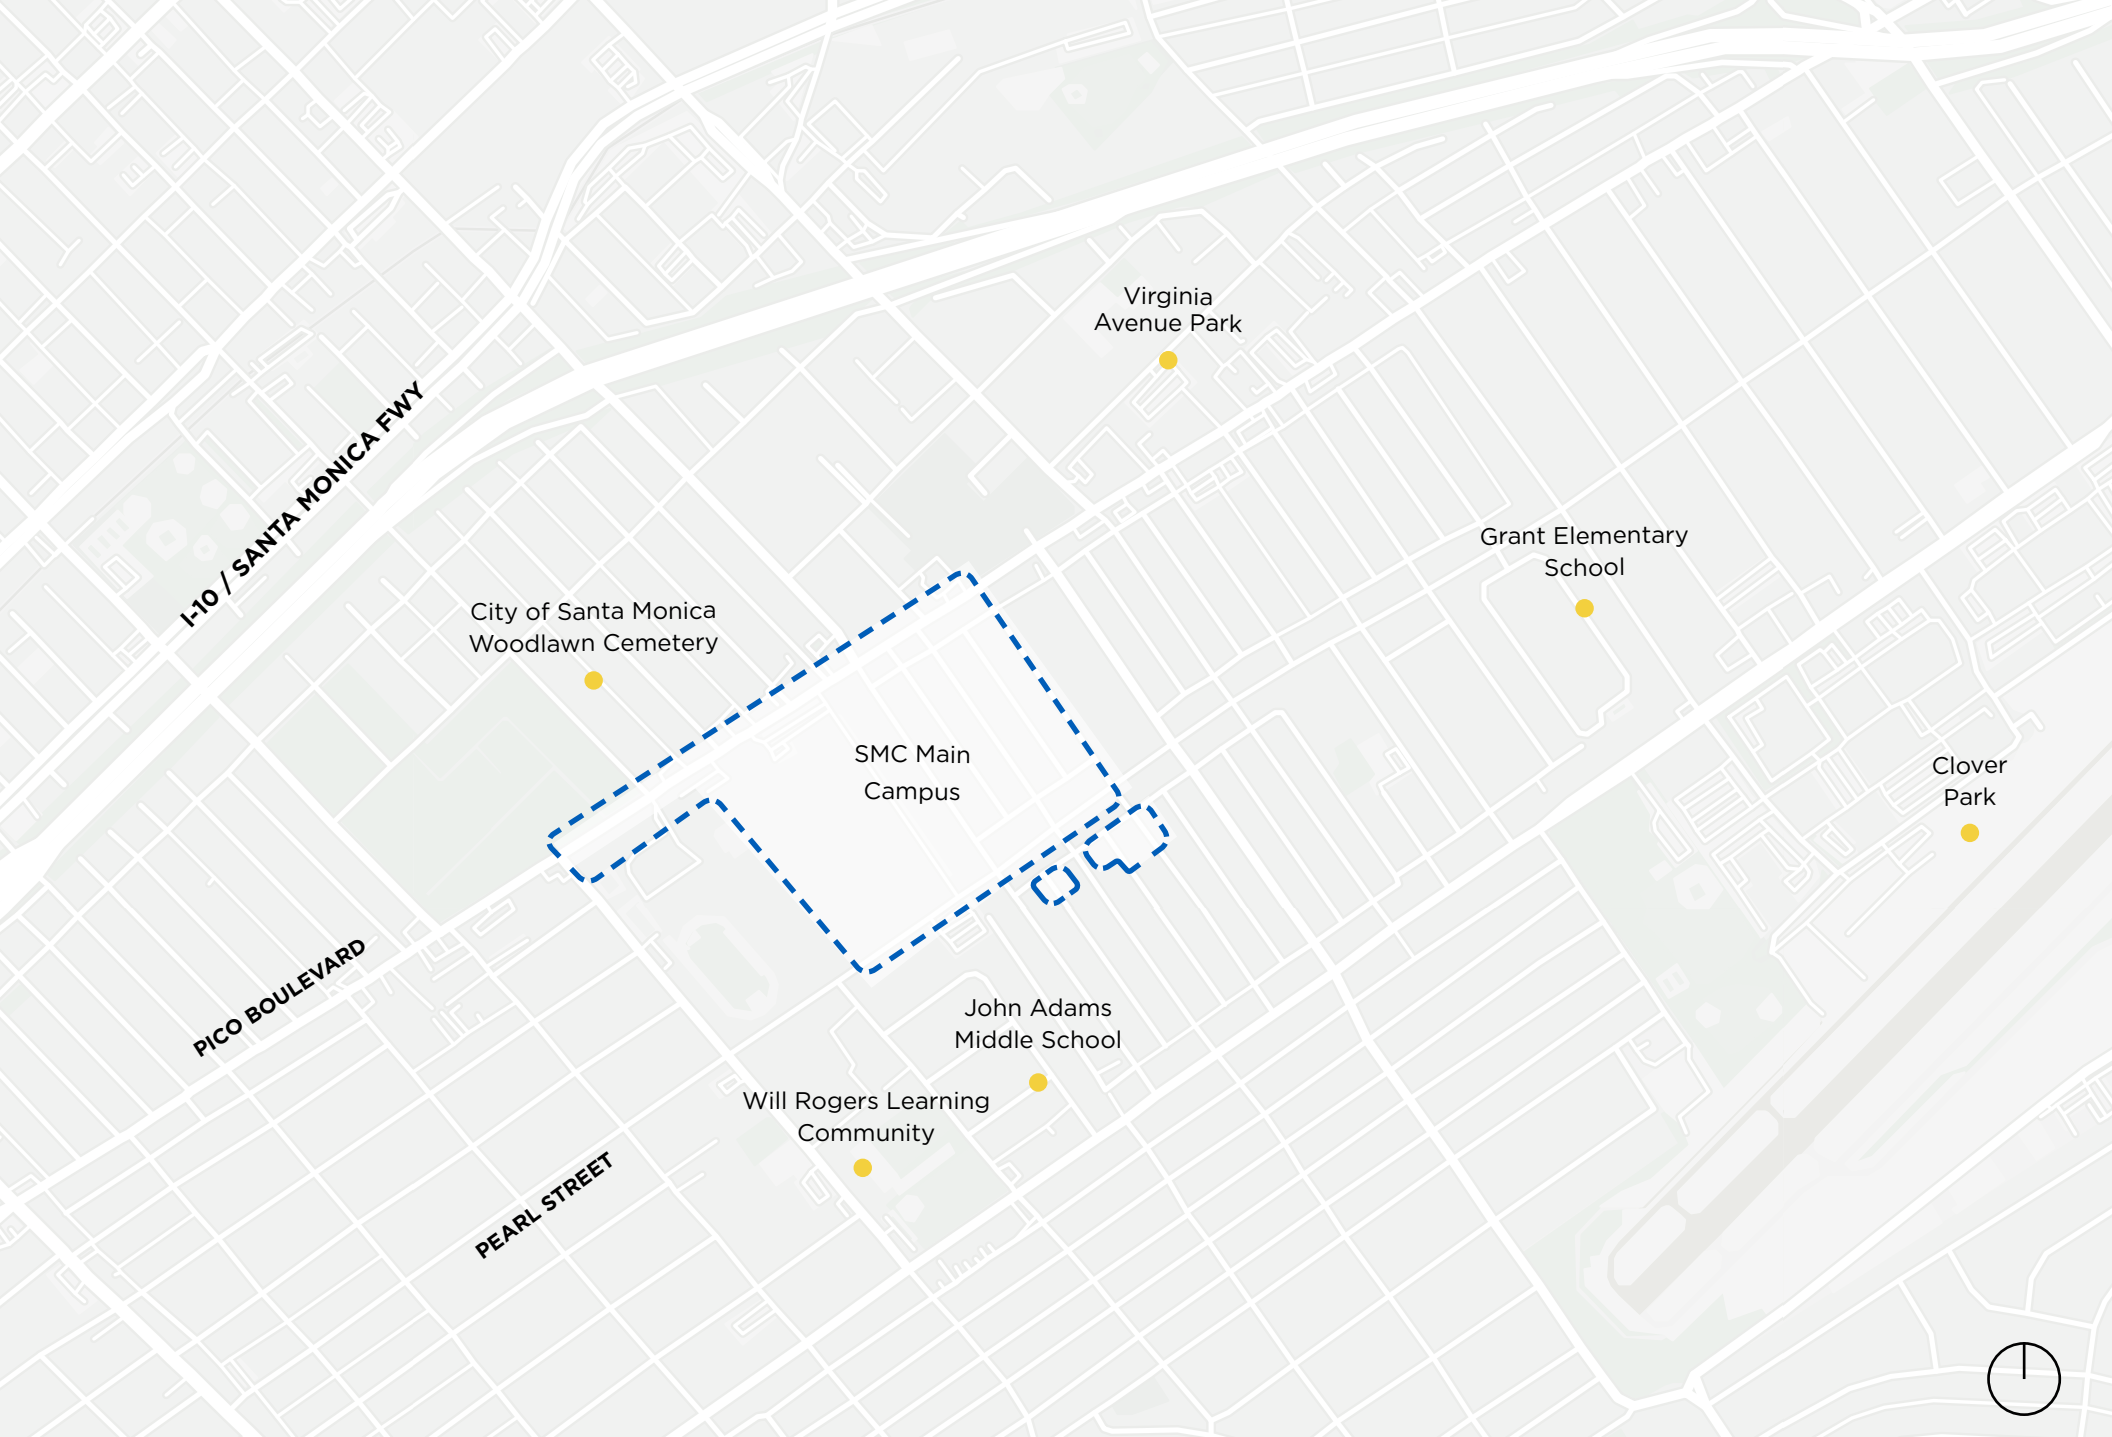 Virginia
Avenue Park
I-10 / SANTA MONICA FWY
Grant Elementary
School
City of Santa Monica
Woodlawn Cemetery
SMC Main
Campus
Clover
Park
PICO BOULEVARD
John Adams
Middle School
Will Rogers Learning
Community
PEARL STREET